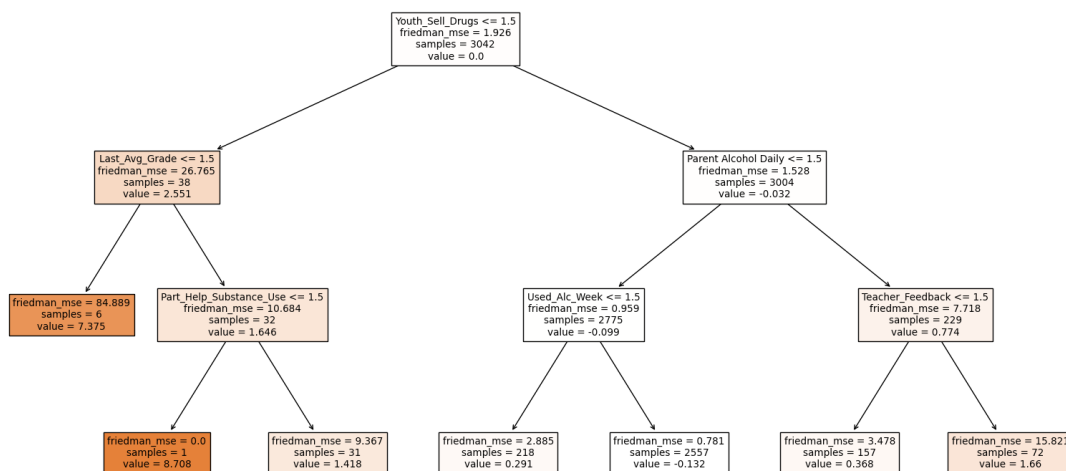 Youth_Sell_Drugs <= 1.5
friedman_mse = 1.926
samples = 3042
value = 0.0
Last_Avg_Grade <= 1.5
friedman_mse = 26.765
samples = 38
value = 2.551
Parent Alcohol Daily <= 1.5
friedman_mse = 1.528
samples = 3004
value = -0.032
friedman_mse = 84.889
samples = 6
value = 7.375
Part_Help_Substance_Use <= 1.5
friedman_mse = 10.684
samples = 32
value = 1.646
Used_Alc_Week <= 1.5
friedman_mse = 0.959
samples = 2775
value = -0.099
Teacher_Feedback <= 1.5
friedman_mse = 7.718
samples = 229
value = 0.774
friedman_mse = 0.0
samples = 1
value = 8.708
friedman_mse = 9.367
samples = 31
value = 1.418
friedman_mse = 2.885
samples = 218
value = 0.291
friedman_mse = 0.781
samples = 2557
value = -0.132
friedman_mse = 3.478
samples = 157
value = 0.368
friedman_mse = 15.821
samples = 72
value = 1.66